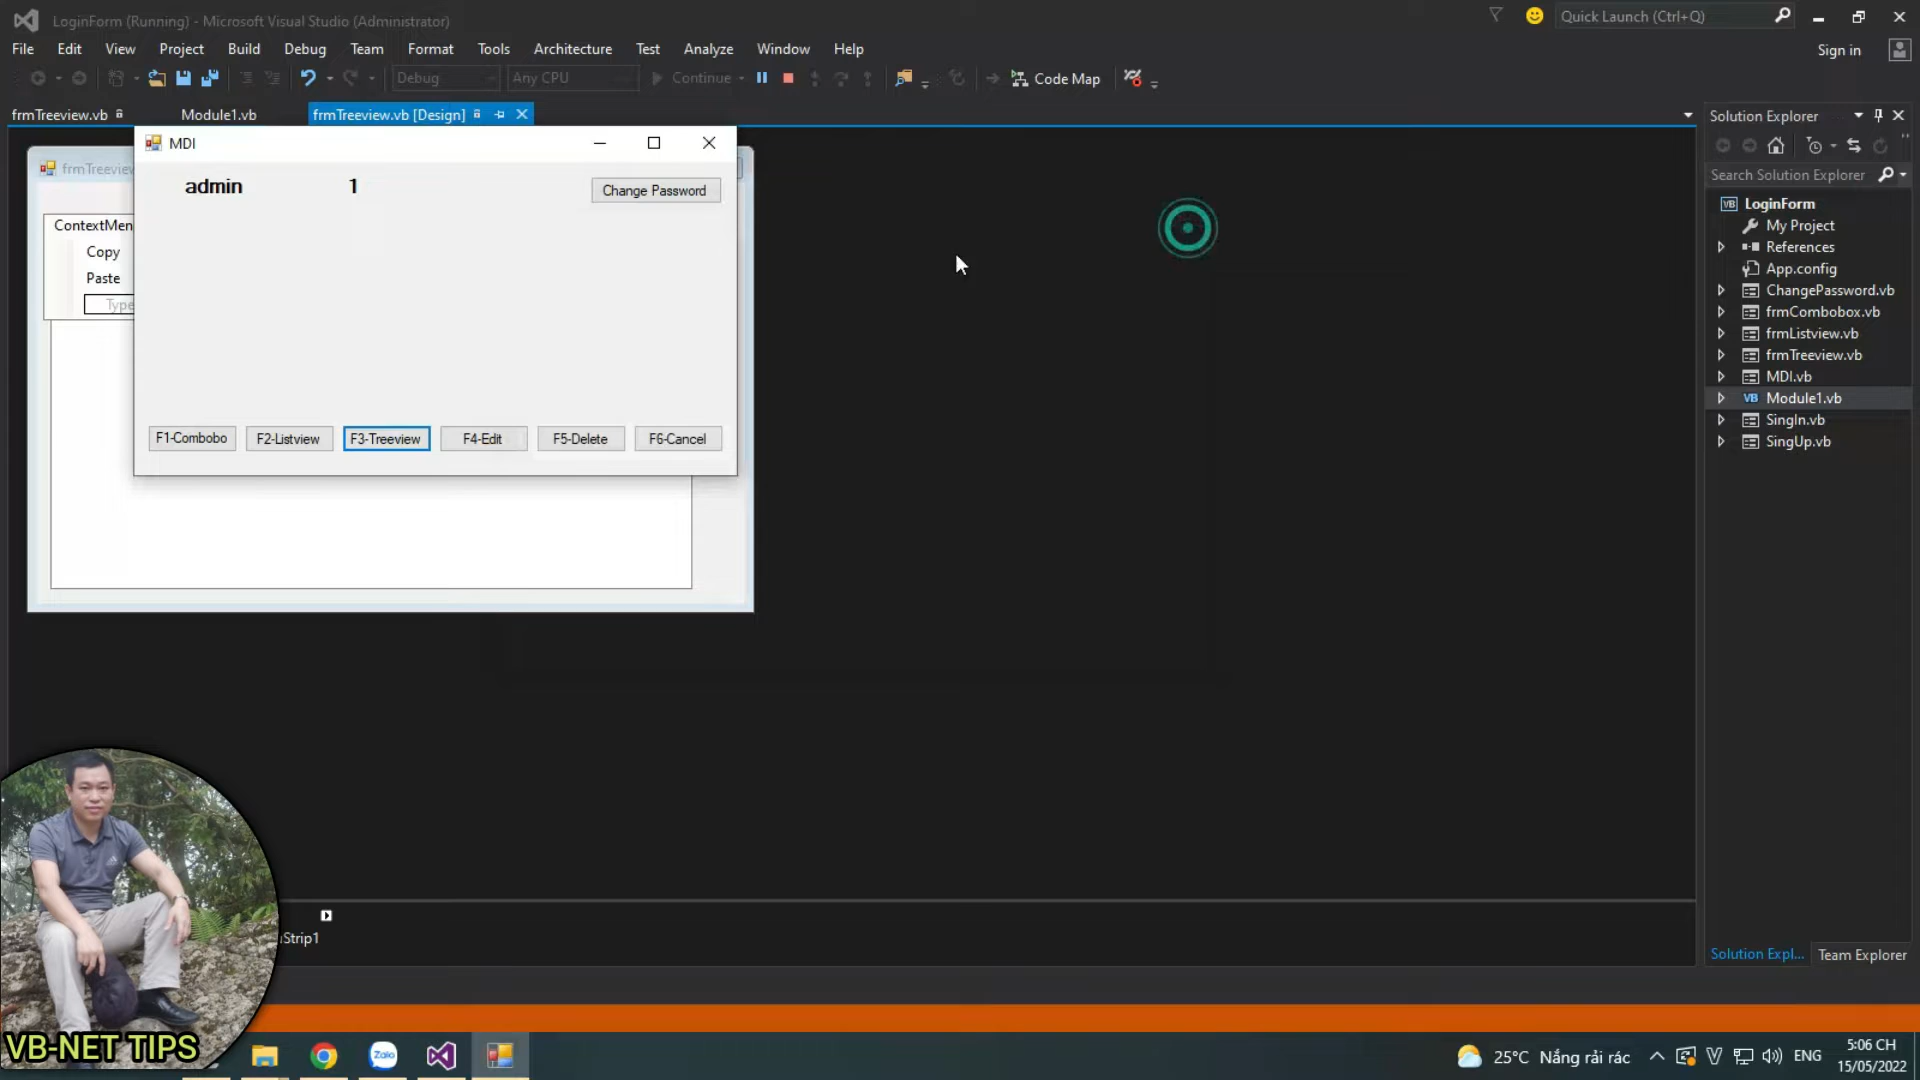 LoginForm (Running) - Microsoft Visual Studio (Administrator)
Quick Launch (Ctrl+Q)
File Edit View Project Build Debug Team Format Tools Architecture Test Analyze Window Help
Sign in
Debug Any CPU Continue Code Map
frmTreeview.vb Module1.vb frmTreeview.vb [Design]
Solution Explorer
MDI
frmTreeview
Search Solution Explorer
admin 1 Change Password
LoginForm
My Project
ContextMen
References
Copy
App.config
Paste
ChangePassword.vb
Type
frmCombobox.vb
frmListview.vb
frmTreeview.vb
MDI.vb
Module1.vb
SingIn.vb
SingUp.vb
F1-Combobo F2-Listview F3-Treeview F4-Edit F5-Delete F6-Cancel
Strip1
Solution Expl... Team Explorer
VB-NET TIPS
Zalo
25°C Nắng rải rác
ENG
5:06 CH
15/05/2022